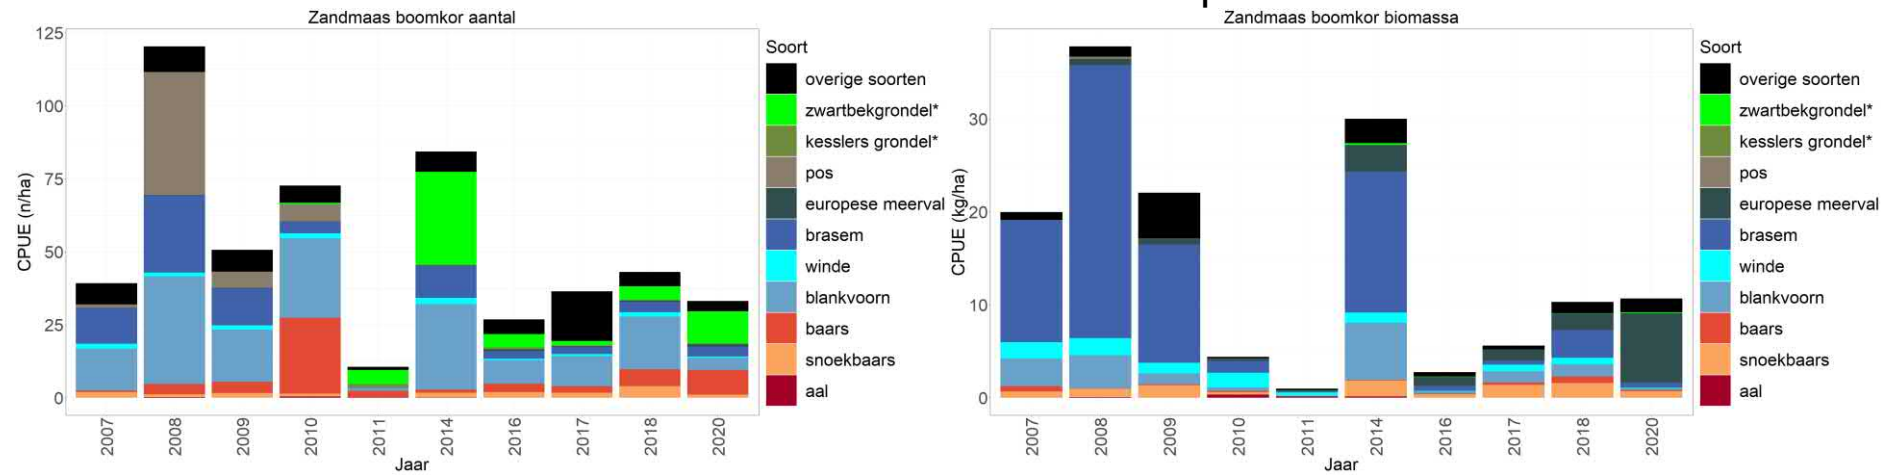 Zandmaas boomkor aantal
CPUE (n/ha)
125
100
75
50
25
0
2007
2008
2009
2010
2011
2014
2016
2017
2018
2020
Jaar
Soort
overige soorten
zwartbekgrondel*
kesslers grondel*
pos
europese meerval
brasem
winde
blankvoorn
baars
snoekbaars
aal
Zandmaas boomkor biomassa
CPUE (kg/ha)
30
20
10
0
2007
2008
2009
2010
2011
2014
2016
2017
2018
2020
Jaar
Soort
overige soorten
zwartbekgrondel*
kesslers grondel*
pos
europese meerval
brasem
winde
blankvoorn
baars
snoekbaars
aal